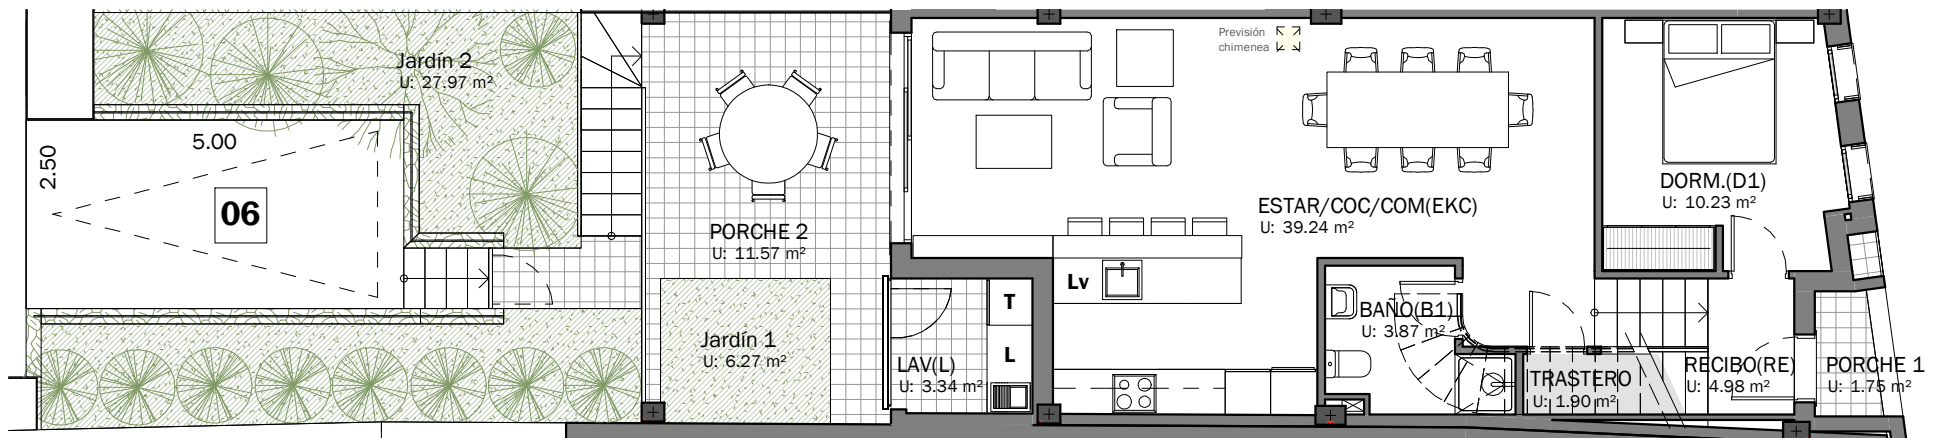 Jardín 2
U: 27.97 m²
5.00
2.50
06
PORCHE 2
U: 11.57 m²
Jardín 1
U: 6.27 m²
LAV(L)
U: 3.34 m²
T
L
Lv
Previsión
chimenea
ESTAR/COC/COM(EKC)
U: 39.24 m²
BAÑO(B1)
U: 3.87 m²
DORM.(D1)
U: 10.23 m²
TRASTERO
U: 1.90 m²
RECIBO(RE)
U: 4.98 m²
PORCHE 1
U: 1.75 m²